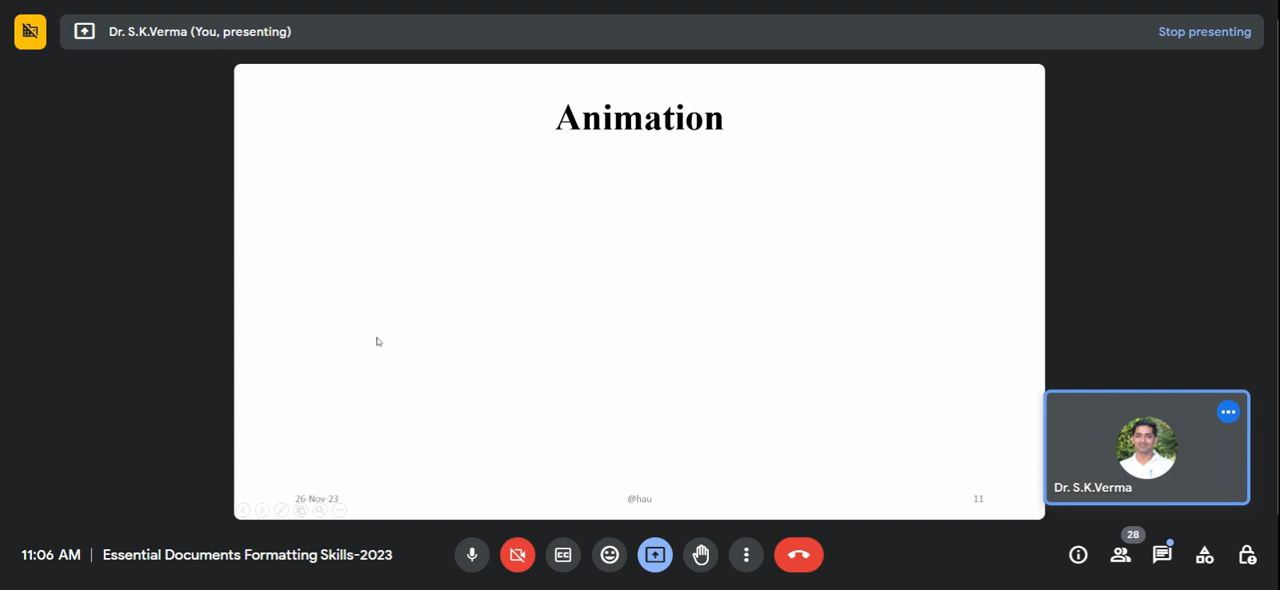 Dr. S.K.Verma (You, presenting)
Stop presenting
Animation
26-Nov-23
@hau
11
Dr. S.K.Verma
11:06 AM | Essential Documents Formatting Skills-2023
28